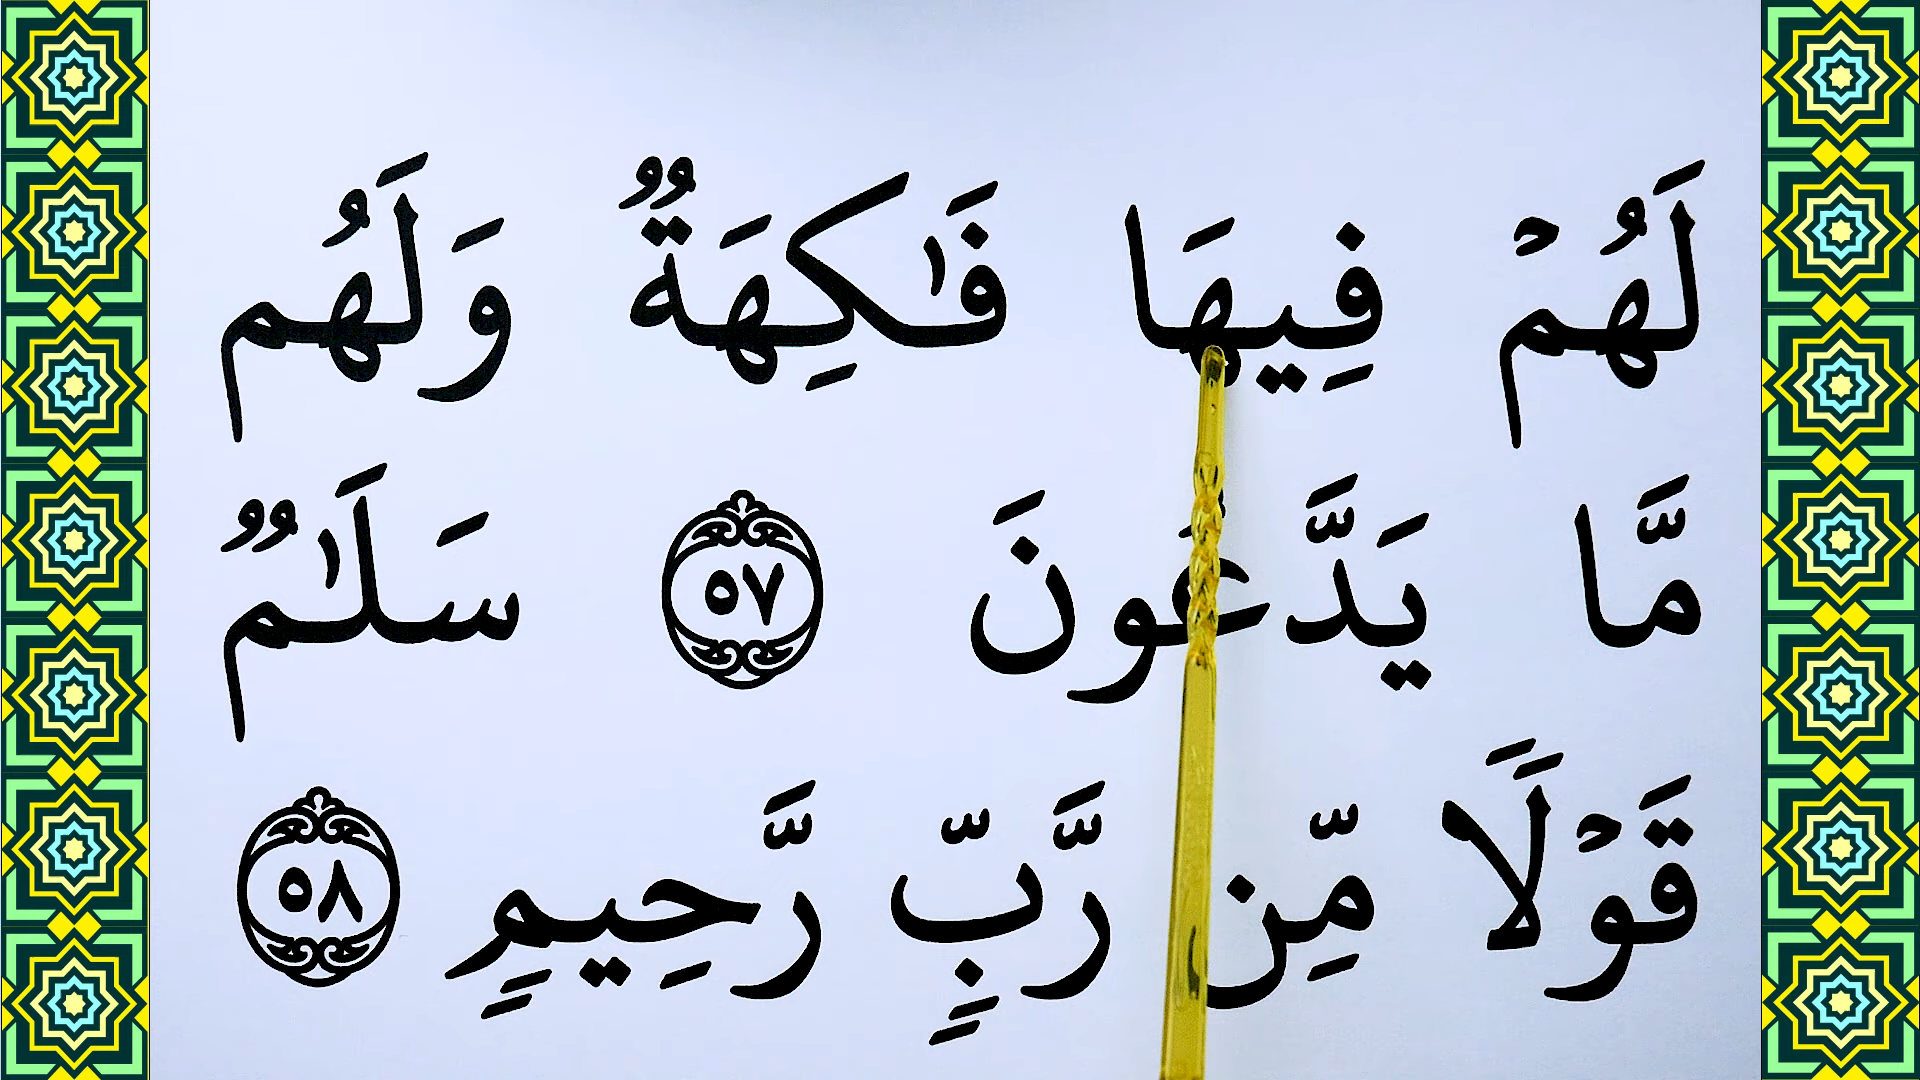 لَهُمۡ فِيهَا فَٰكِهَةٌ وَلَهُم
مَّا يَدَّعُونَ ٥٧ سَلَٰمٌ
قَوۡلًا مِّن رَّبٍّ رَّحِيمٍ ٥٨